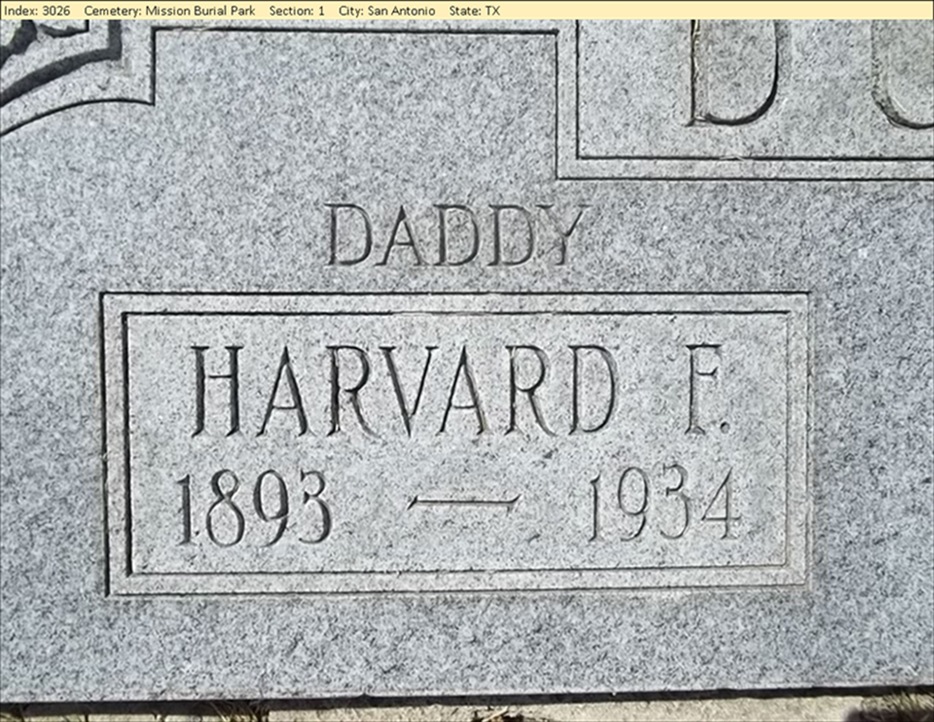 Index: 3026 Cemetery: Mission Burial Park Section: 1 City: San Antonio State: TX
DADDY
HARVARD F.
1893 — 1934